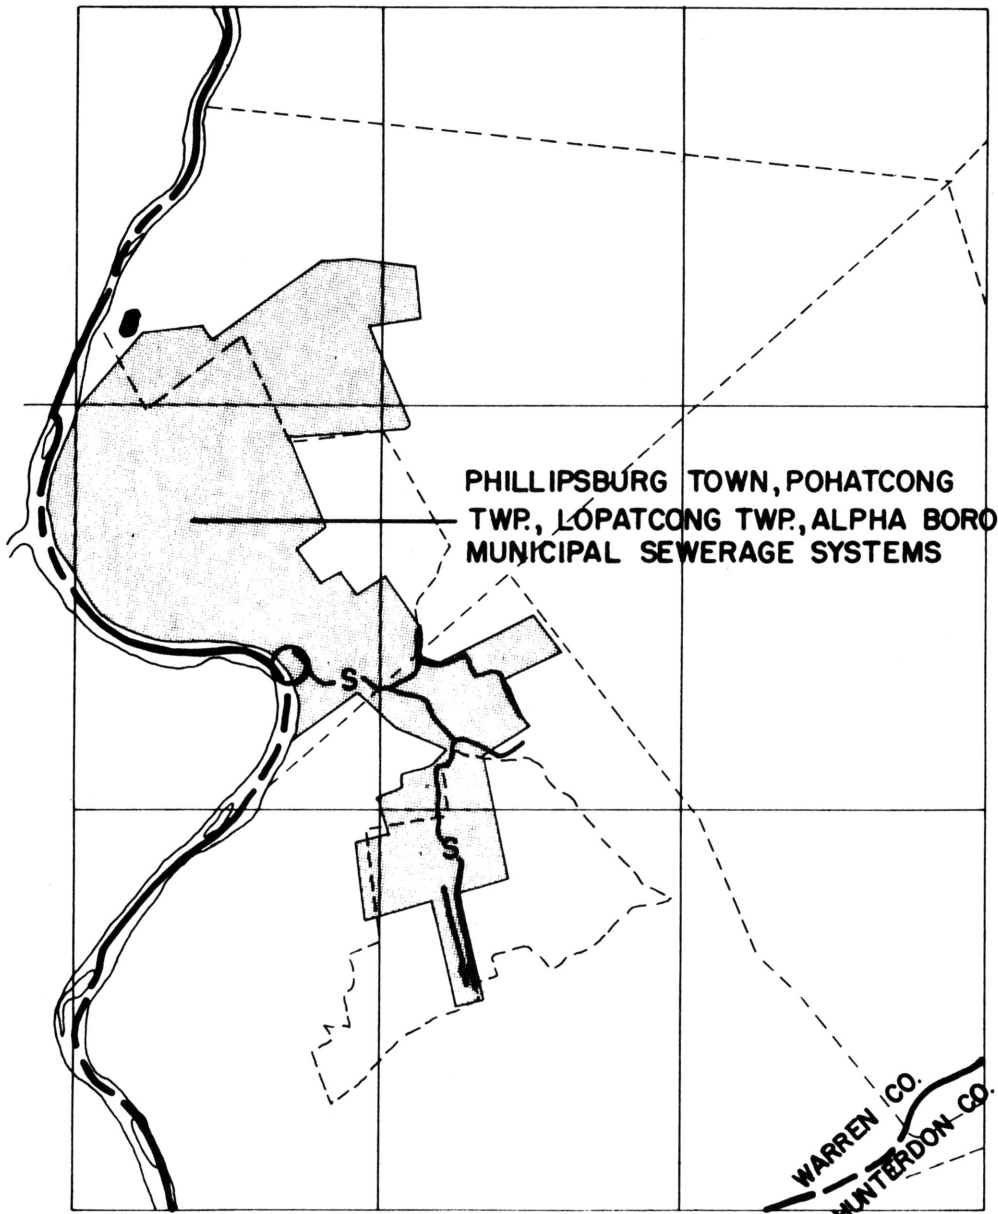 PHILLIPSBURG TOWN, POHATCONG
TWP., LOPATCONG TWP., ALPHA BORO
MUNICIPAL SEWERAGE SYSTEMS
S
S
WARREN CO.
HUNTERDON CO.